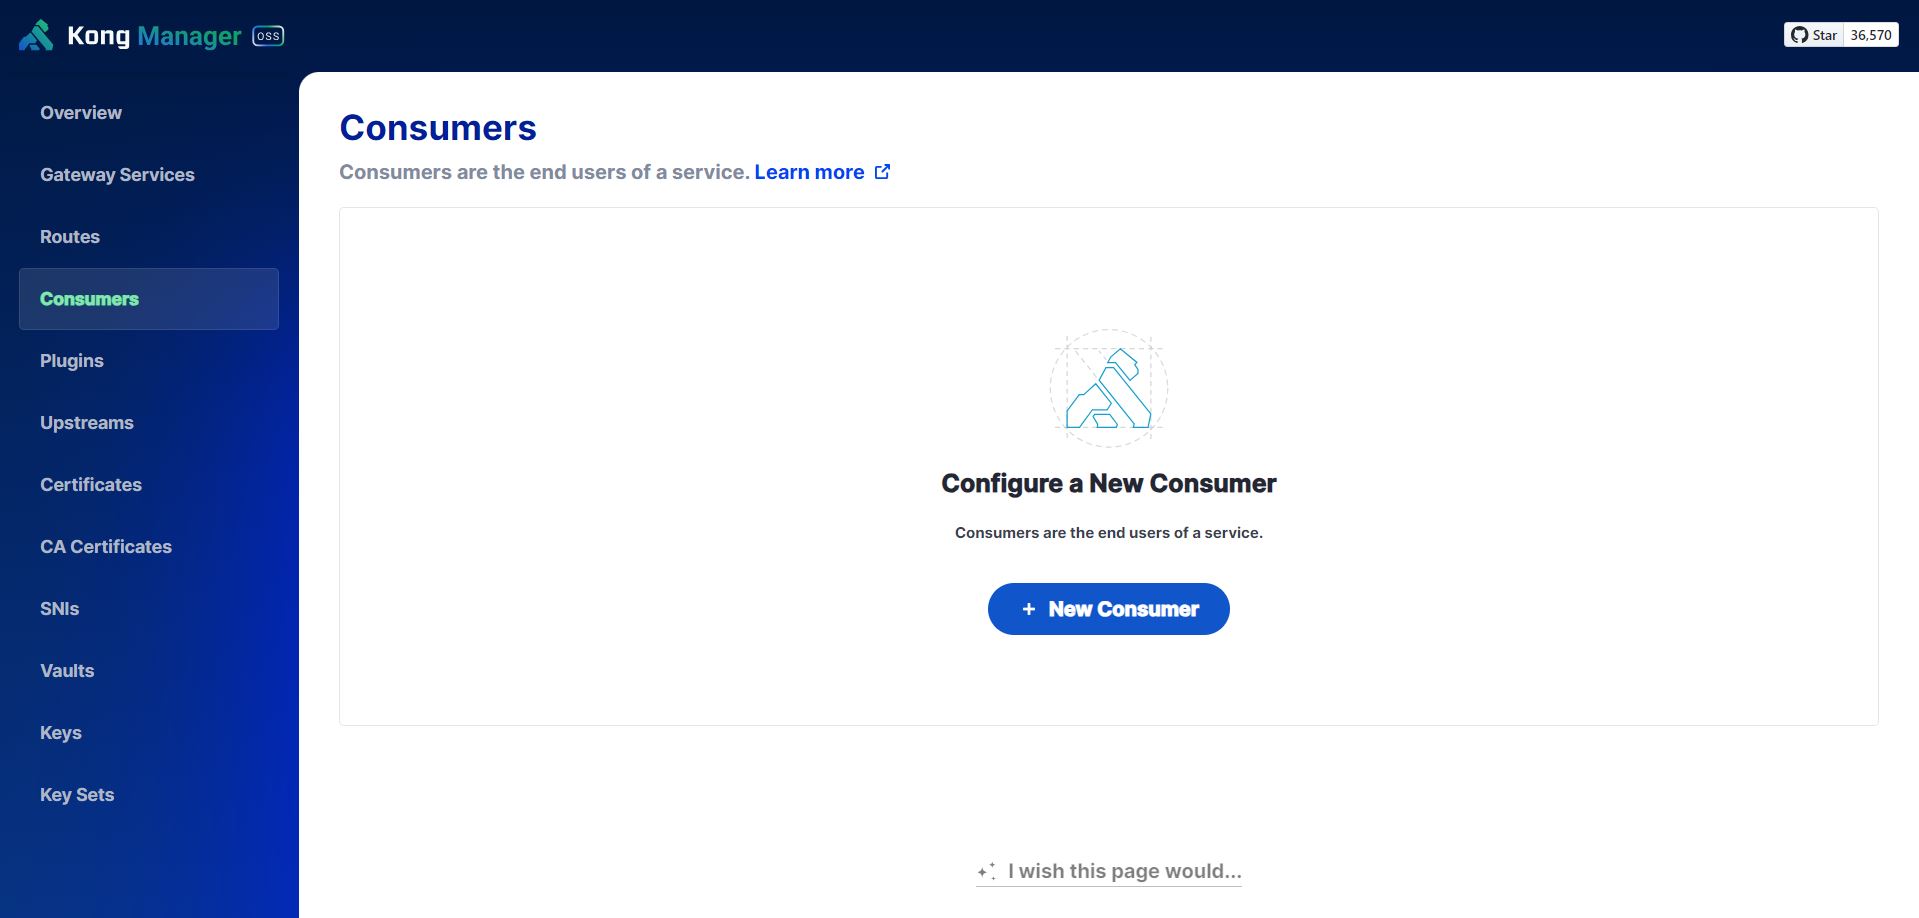 Kong Manager OSS
Star 36,570
Overview
Gateway Services
Routes
Consumers
Plugins
Upstreams
Certificates
CA Certificates
SNIs
Vaults
Keys
Key Sets
Consumers
Consumers are the end users of a service. Learn more
Configure a New Consumer
Consumers are the end users of a service.
+ New Consumer
I wish this page would...